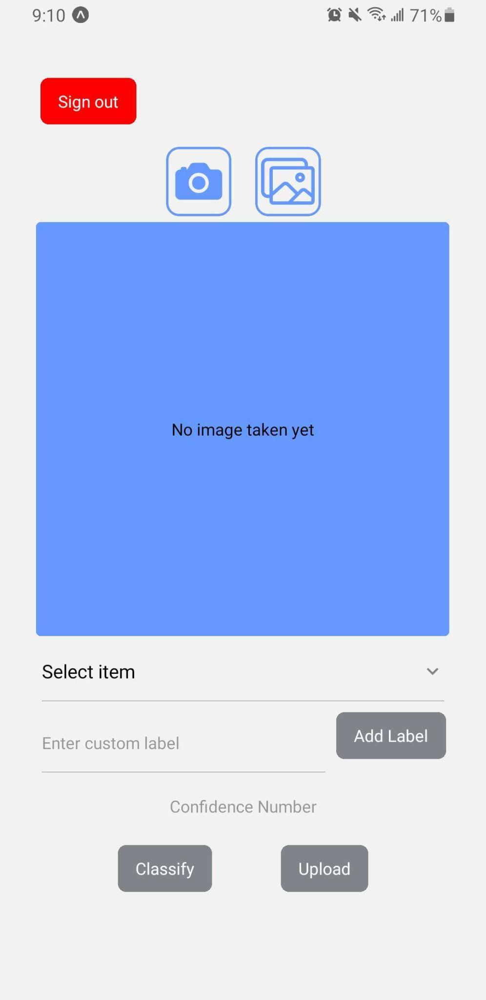 9:10 71%
Sign out
No image taken yet
Select item
Enter custom label
Add Label
Confidence Number
Classify Upload